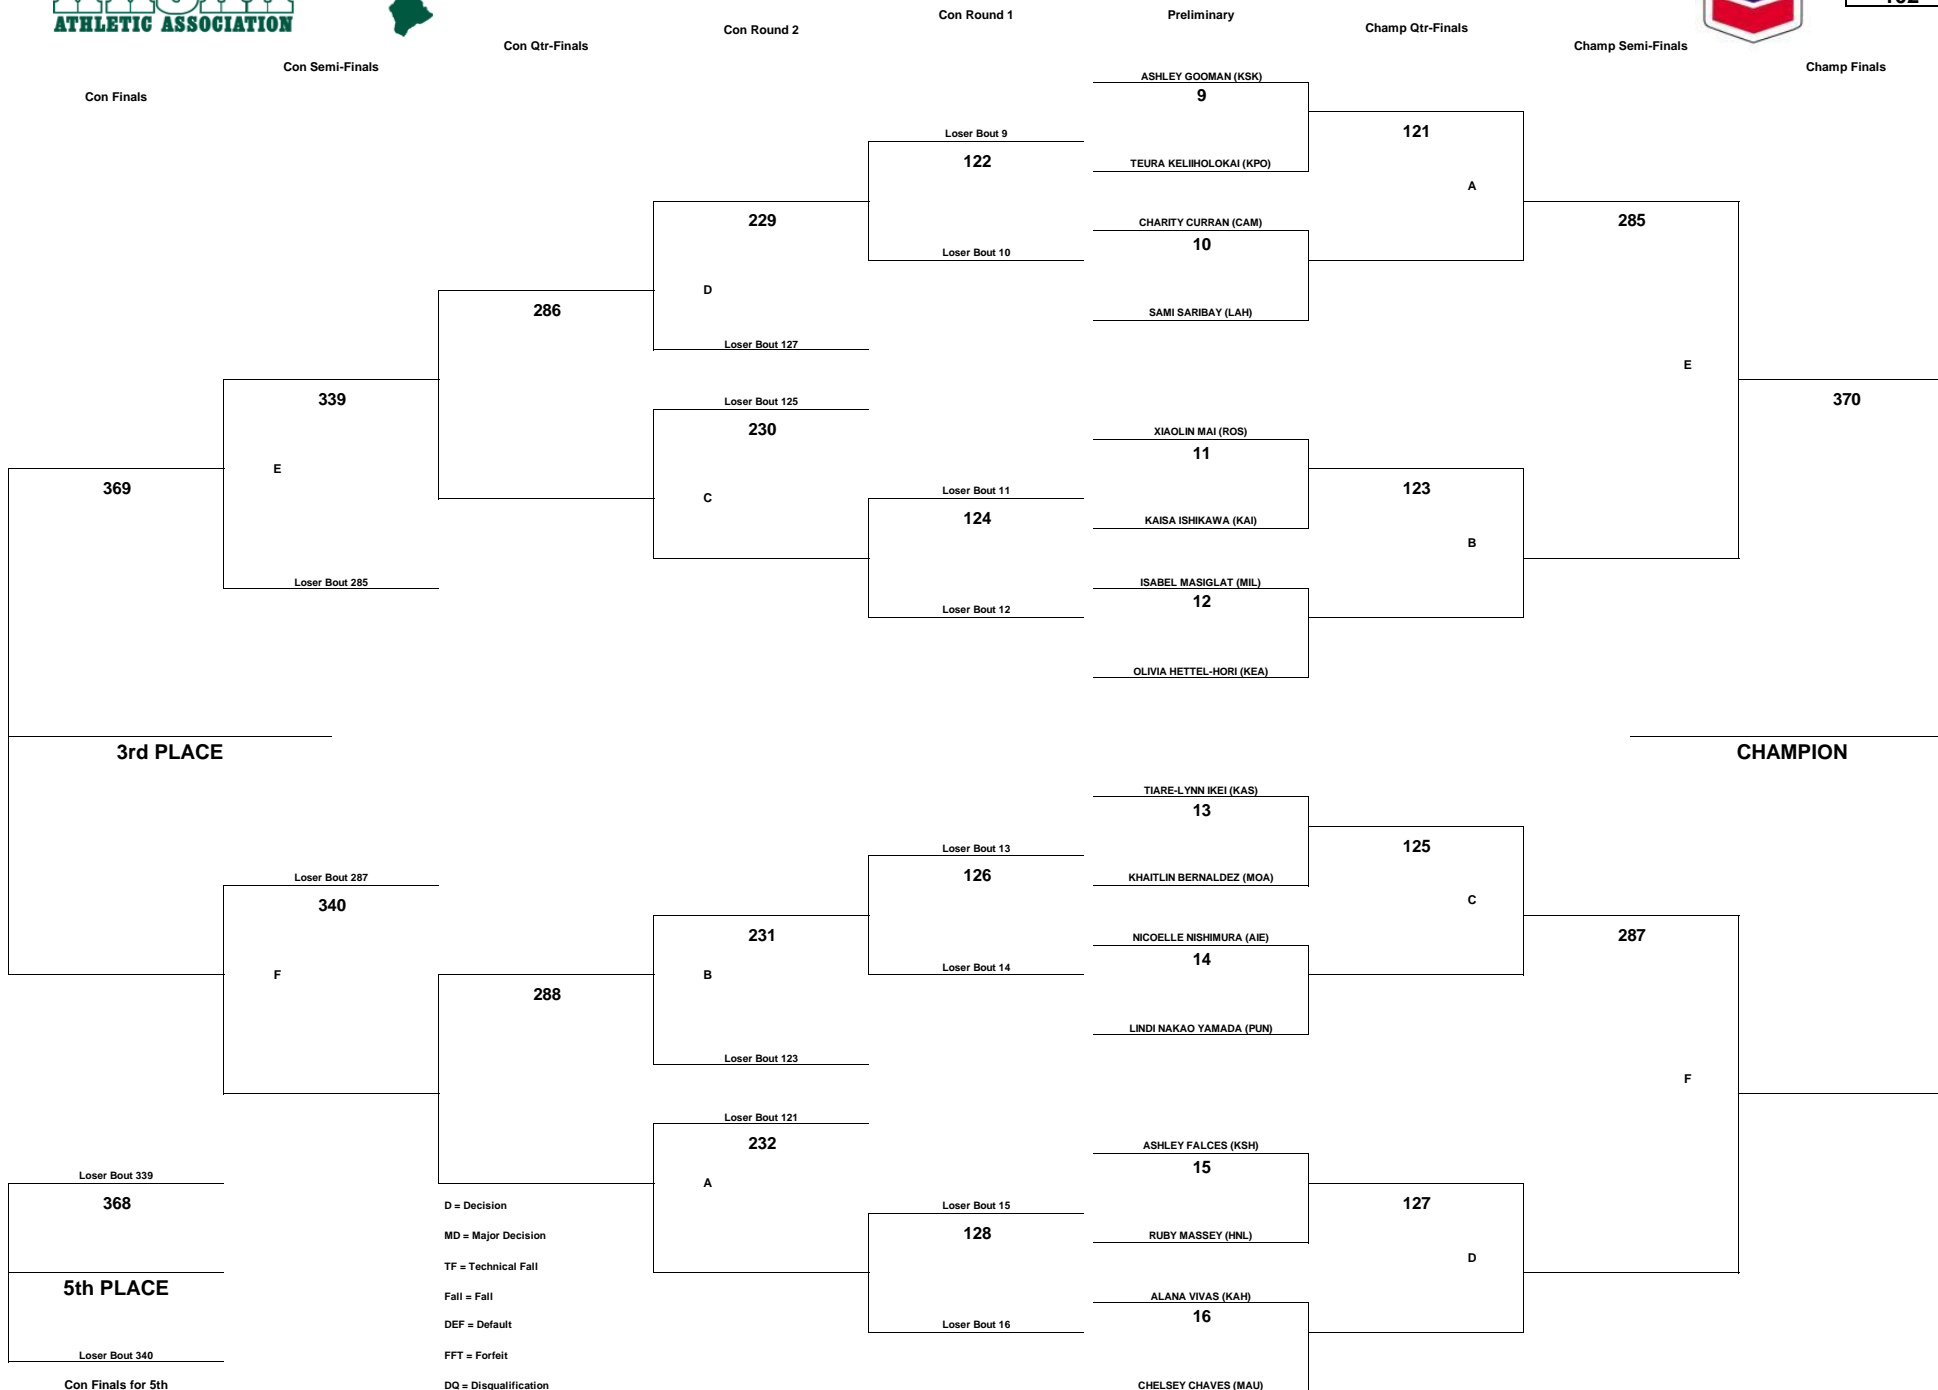 ATHLETIC ASSOCIATION
Con Round 1
Preliminary
Con Round 2
Champ Qtr-Finals
Con Qtr-Finals
Champ Semi-Finals
Con Semi-Finals
Champ Finals
Con Finals
ASHLEY GOOMAN (KSK)
9
Loser Bout 9
121
122
TEURA KELIIHOLOKAI (KPO)
A
229
CHARITY CURRAN (CAM)
285
10
Loser Bout 10
D
286
SAMI SARIBAY (LAH)
Loser Bout 127
E
339
Loser Bout 125
370
230
XIAOLIN MAI (ROS)
11
E
369
C
Loser Bout 11
123
124
KAISA ISHIKAWA (KAI)
B
Loser Bout 285
ISABEL MASIGLAT (MIL)
12
Loser Bout 12
OLIVIA HETTEL-HORI (KEA)
3rd PLACE
CHAMPION
TIARE-LYNN IKEI (KAS)
13
Loser Bout 13
125
Loser Bout 287
126
KHAITLIN BERNALDEZ (MOA)
340
C
231
NICOELLE NISHIMURA (AIE)
287
14
F
B
Loser Bout 14
288
LINDI NAKAO YAMADA (PUN)
Loser Bout 123
F
Loser Bout 121
232
ASHLEY FALCES (KSH)
15
Loser Bout 339
A
368
D = Decision
Loser Bout 15
127
MD = Major Decision
128
RUBY MASSEY (HNL)
D
TF = Technical Fall
5th PLACE
Fall = Fall
ALANA VIVAS (KAH)
16
DEF = Default
Loser Bout 16
Loser Bout 340
FFT = Forfeit
Con Finals for 5th
DQ = Disqualification
CHELSEY CHAVES (MAU)